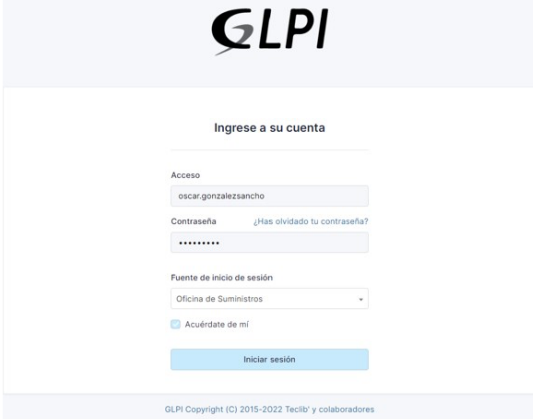 GLPI
Ingrese a su cuenta
Acceso
oscar.gonzalezsancho
Contraseña ¿Has olvidado tu contraseña?
•••••••••
Fuente de inicio de sesión
Oficina de Suministros
Acuérdate de mí
Iniciar sesión
GLPI Copyright (C) 2015-2022 Teclib' y colaboradores